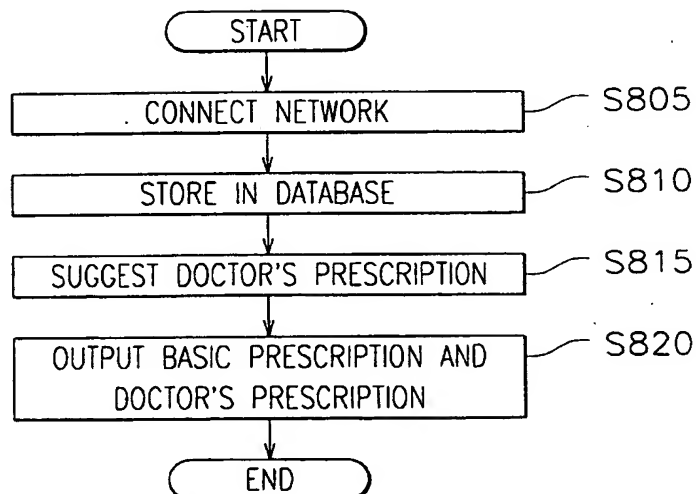 START
CONNECT NETWORK
S805
STORE IN DATABASE
S810
SUGGEST DOCTOR'S PRESCRIPTION
S815
OUTPUT BASIC PRESCRIPTION AND
DOCTOR'S PRESCRIPTION
S820
END